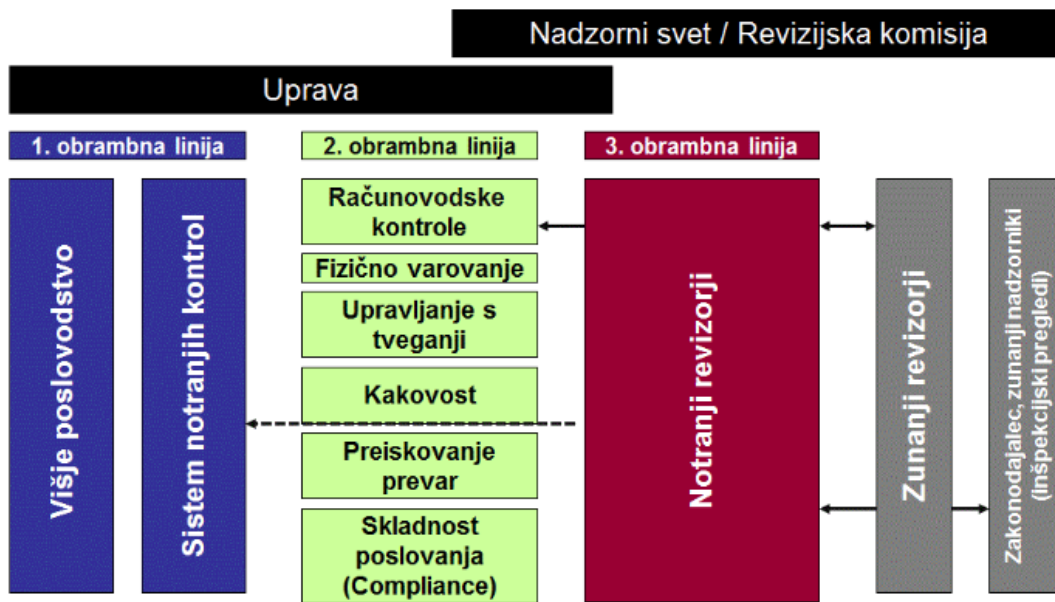 Nadzorni svet / Revizijska komisija
Uprava
1. obrambna linija
2. obrambna linija
3. obrambna linija
Višje poslovodstvo
Sistem notranjih kontrol
Računovodske
kontrole
Fizično varovanje
Upravljanje s
tveganji
Kakovost
Preiskovanje
prevar
Skladnost
poslovanja
(Compliance)
Notranji revizorji
Zunanji revizorji
Zakonodajalec, zunanji nadzorniki
(Inšpekcijski pregledi)